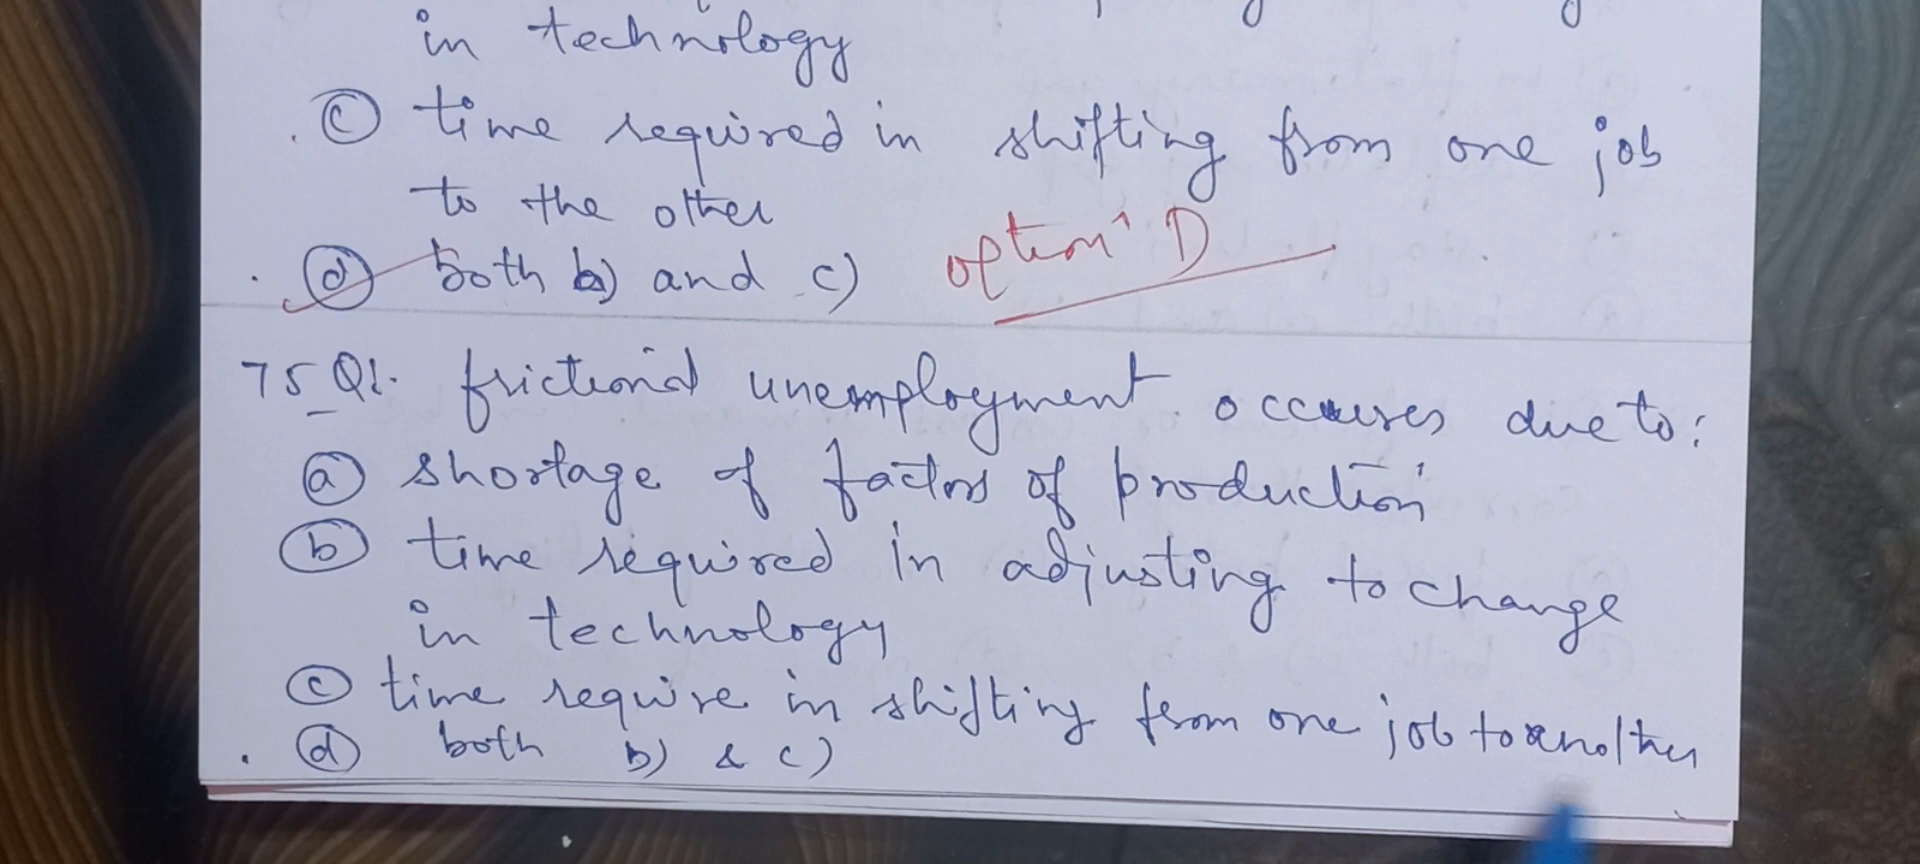 in technology
ⓒ time required in shifting from one job
to the other
ⓓ both b) and c) option D
75 Q1. frictional unemployment occurses due to:
ⓐ shortage of factors of production
ⓑ time required in adjusting to change
in technology
ⓒ time require in shifting from one job to another
ⓓ both b) & c)